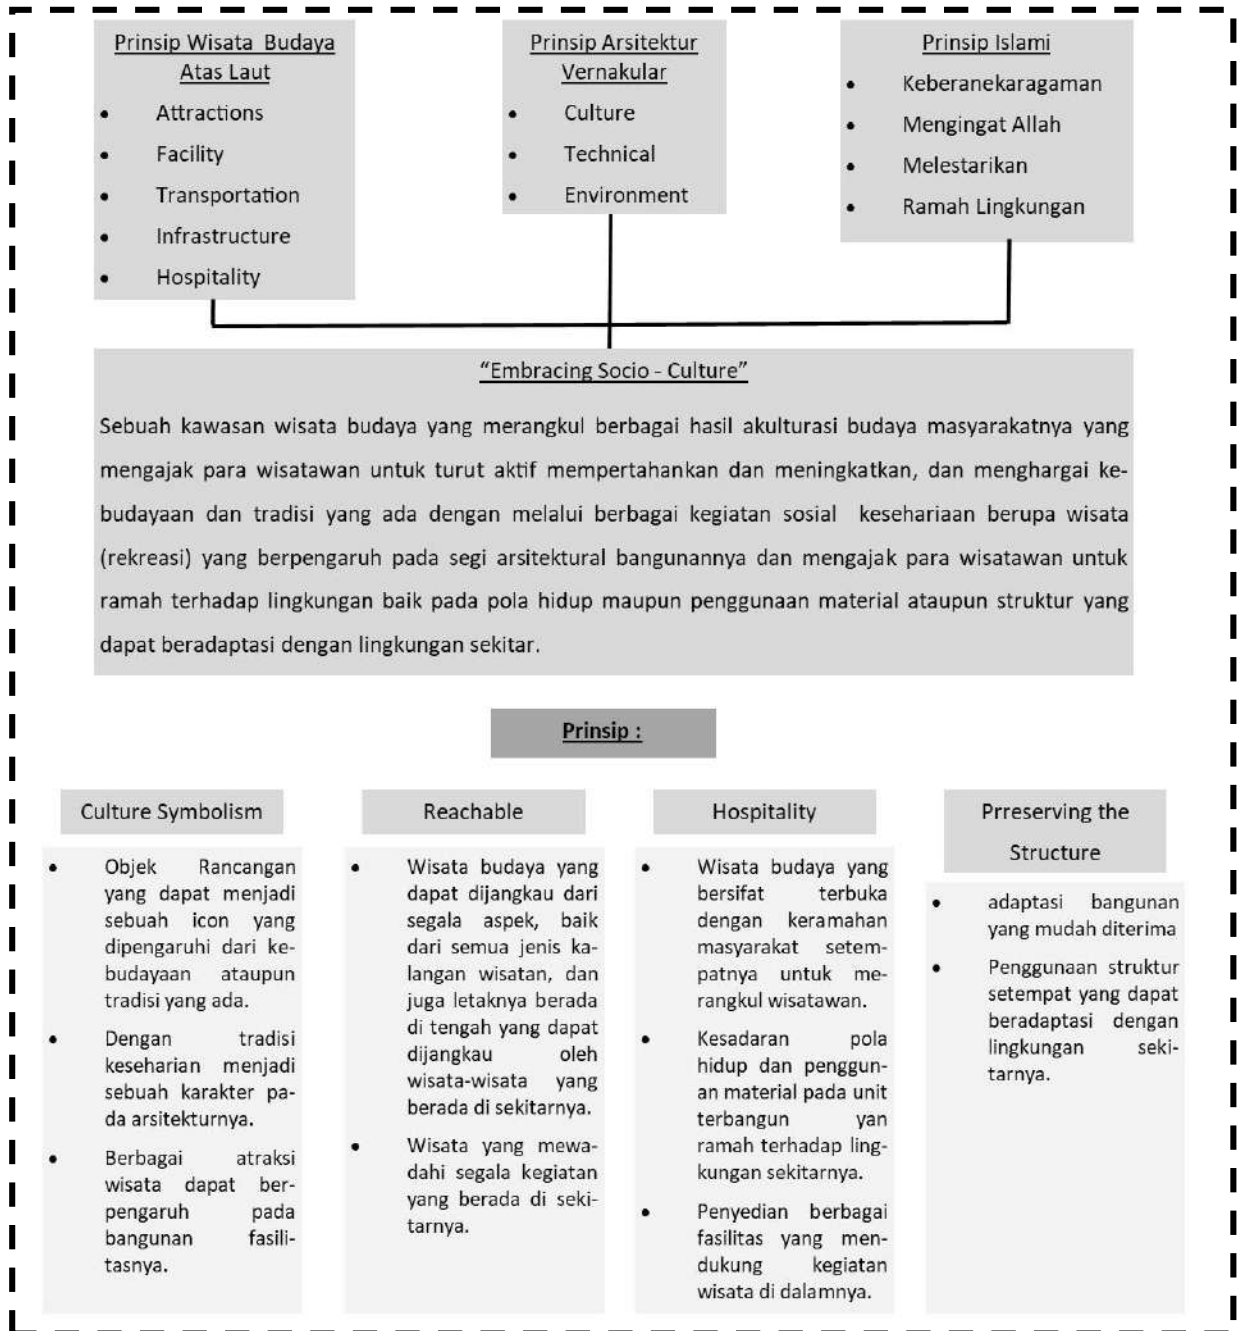 Prinsip Wisata Budaya
Atas Laut
• Attractions
• Facility
• Transportation
• Infrastructure
• Hospitality
Prinsip Arsitektur
Vernakular
• Culture
• Technical
• Environment
Prinsip Islami
• Keberanekaragaman
• Mengingat Allah
• Melestarikan
• Ramah Lingkungan
“Embracing Socio - Culture”
Sebuah kawasan wisata budaya yang merangkul berbagai hasil akulturasi budaya masyarakatnya yang
mengajak para wisatawan untuk turut aktif mempertahankan dan meningkatkan, dan menghargai ke-
budayaan dan tradisi yang ada dengan melalui berbagai kegiatan sosial kesehariaan berupa wisata
(rekreasi) yang berpengaruh pada segi arsitektural bangunannya dan mengajak para wisatawan untuk
ramah terhadap lingkungan baik pada pola hidup maupun penggunaan material ataupun struktur yang
dapat beradaptasi dengan lingkungan sekitar.
Prinsip :
Culture Symbolism
• Objek Rancangan
yang dapat menjadi
sebuah icon yang
dipengaruhi dari ke-
budayaan ataupun
tradisi yang ada.
• Dengan tradisi
keseharian menjadi
sebuah karakter pa-
da arsitekturnya.
• Berbagai atraksi
wisata dapat ber-
pengaruh pada
bangunan fasili-
tasnya.
Reachable
• Wisata budaya yang
dapat dijangkau dari
segala aspek, baik
dari semua jenis ka-
langan wisatan, dan
juga letaknya berada
di tengah yang dapat
dijangkau oleh
wisata-wisata yang
berada di sekitarnya.
• Wisata yang mewa-
dahi segala kegiatan
yang berada di seki-
tarnya.
Hospitality
• Wisata budaya yang
bersifat terbuka
dengan keramahan
masyarakat setem-
patnya untuk me-
rangkul wisatawan.
• Kesadaran pola
hidup dan penggun-
an material pada unit
terbangun yan
ramah terhadap ling-
kungan sekitarnya.
• Penyedian berbagai
fasilitas yang men-
dukung kegiatan
wisata di dalamnya.
Prreserving the
Structure
• adaptasi bangunan
yang mudah diterima
• Penggunaan struktur
setempat yang dapat
beradaptasi dengan
lingkungan seki-
tarnya.